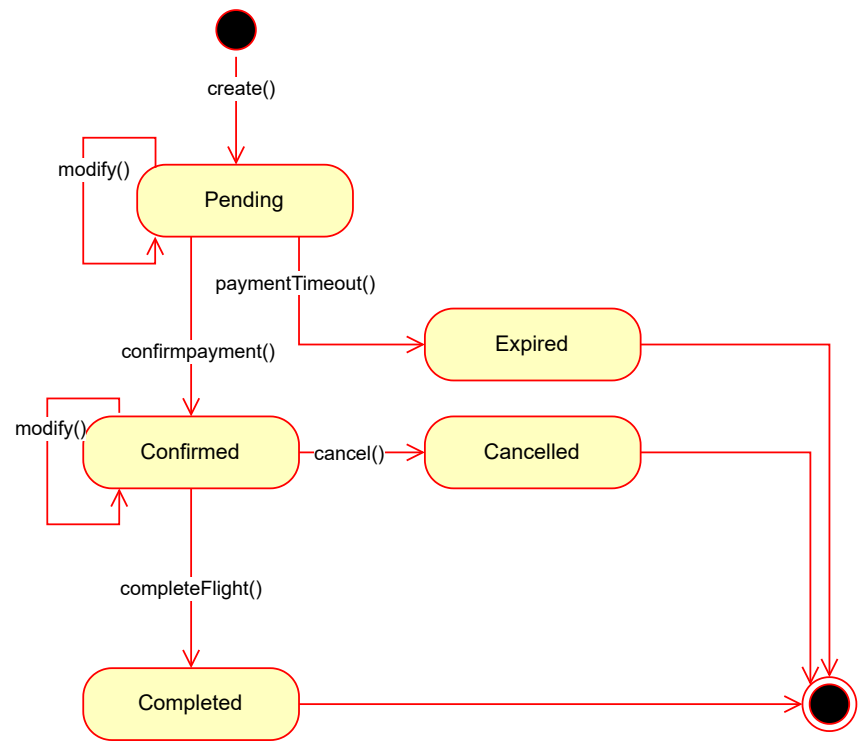 create()
modify()
Pending
paymentTimeout()
Expired
confirmpayment()
modify()
Confirmed
cancel()
Cancelled
completeFlight()
Completed